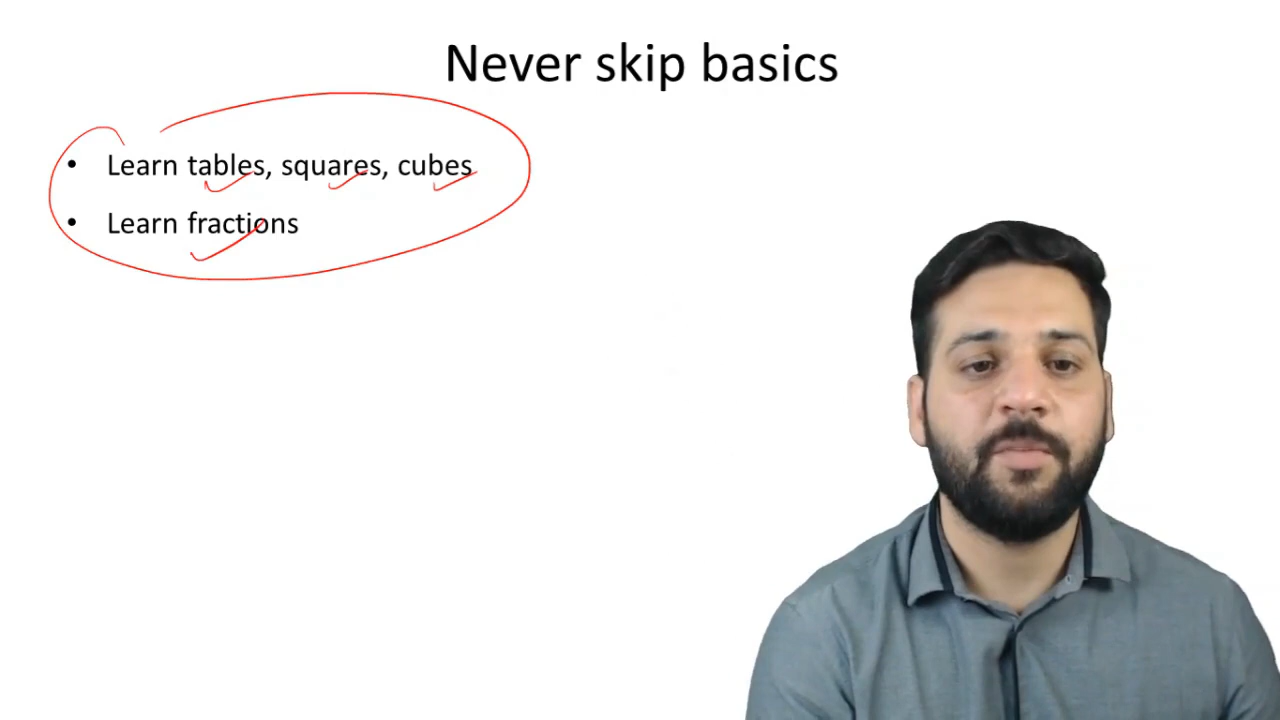 Never skip basics
• Learn tables, squares, cubes
• Learn fractions